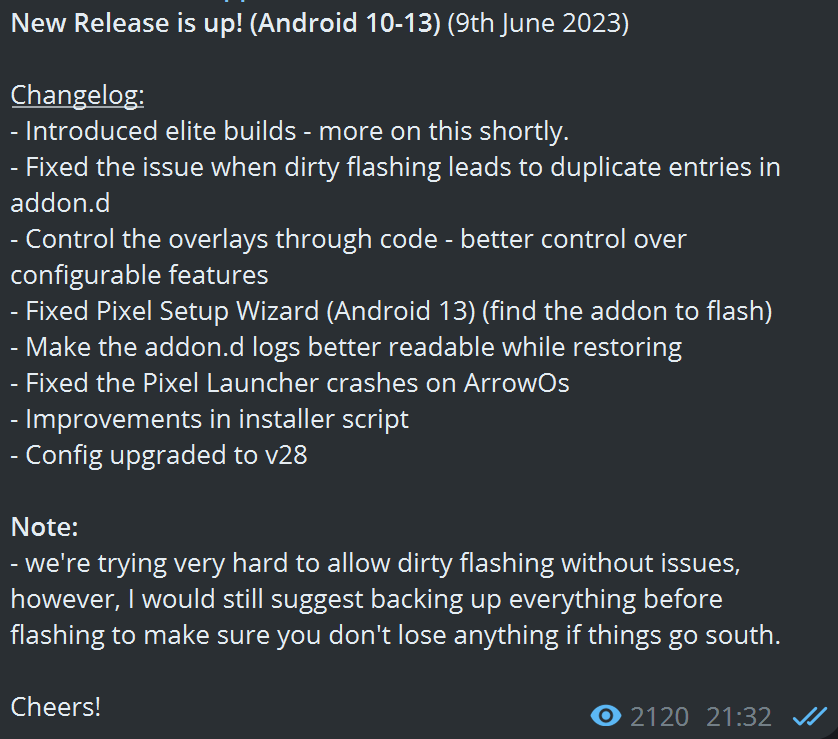 New Release is up! (Android 10-13) (9th June 2023)
Changelog:
- Introduced elite builds - more on this shortly.
- Fixed the issue when dirty flashing leads to duplicate entries in
addon.d
- Control the overlays through code - better control over
configurable features
- Fixed Pixel Setup Wizard (Android 13) (find the addon to flash)
- Make the addon.d logs better readable while restoring
- Fixed the Pixel Launcher crashes on ArrowOs
- Improvements in installer script
- Config upgraded to v28
Note:
- we're trying very hard to allow dirty flashing without issues,
however, I would still suggest backing up everything before
flashing to make sure you don't lose anything if things go south.
Cheers!
2120 21:32